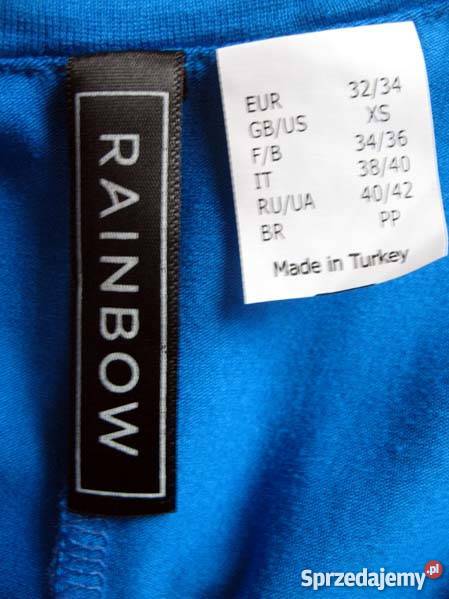 RAINBOW
EUR 32/34
GB/US XS
F/B 34/36
IT 38/40
RU/UA 40/42
BR PP
Made in Turkey
Sprzedajemy.pl